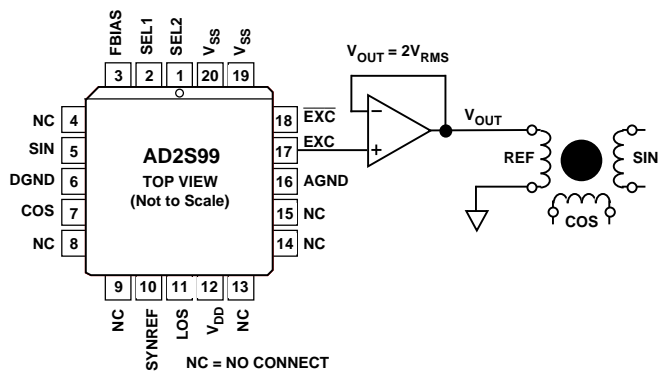 FBIAS
SEL1
SEL2
VSS
VSS
3 2 1 20 19
VOUT = 2VRMS
NC 4
SIN 5
DGND 6
COS 7
NC 8
AD2S99
TOP VIEW
(Not to Scale)
18 EXC
17 EXC
16 AGND
15 NC
14 NC
9 10 11 12 13
NC
SYNREF
LOS
VDD
NC
NC = NO CONNECT
–
+
VOUT
REF
SIN
COS